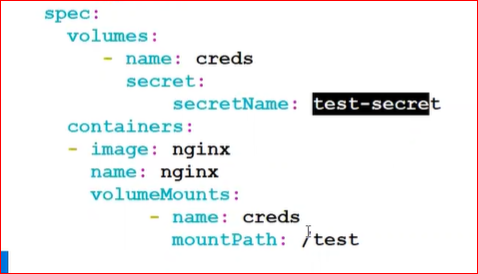 spec:
volumes:
- name: creds
secret:
secretName: test-secret
containers:
- image: nginx
name: nginx
volumeMounts:
- name: creds
mountPath: /test